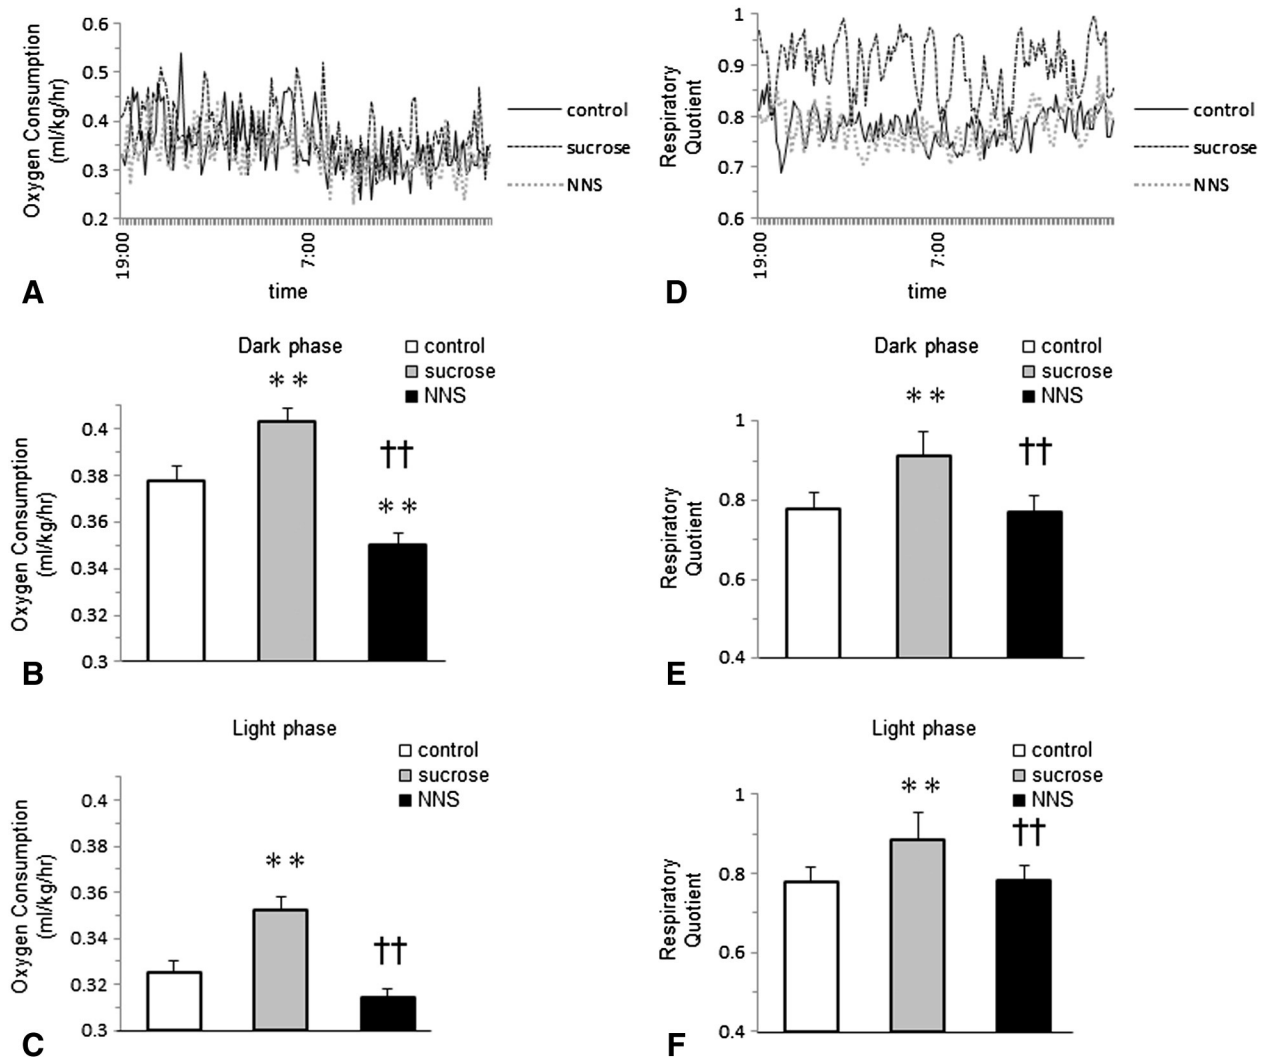 0.6
0.5
0.4
0.3
0.2
Oxygen Consumption
(ml/kg/hr)
19:00
7:00
time
control
sucrose
NNS
A
1
0.9
0.8
0.7
0.6
Respiratory
Quotient
19:00
7:00
time
control
sucrose
NNS
D
Dark phase
control
sucrose
NNS
**
††
**
0.4
0.38
0.36
0.34
0.32
0.3
Oxygen Consumption
(ml/kg/hr)
B
Dark phase
control
sucrose
NNS
**
††
1
0.8
0.6
0.4
Respiratory
Quotient
E
Light phase
control
sucrose
NNS
**
††
0.4
0.38
0.36
0.34
0.32
0.3
Oxygen Consumption
(ml/kg/hr)
C
Light phase
control
sucrose
NNS
**
††
1
0.8
0.6
0.4
Respiratory
Quotient
F